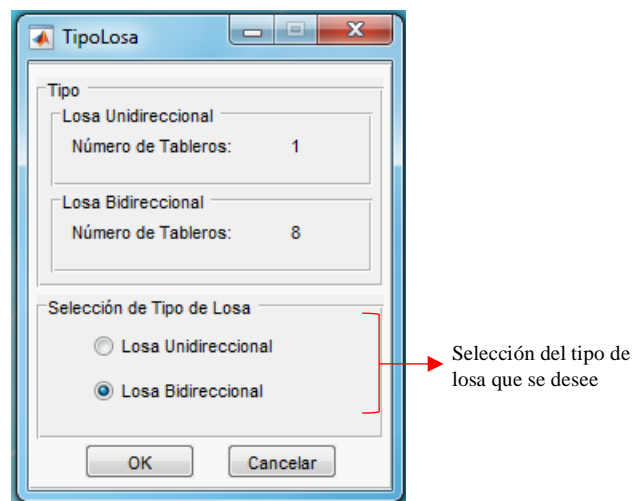 TipoLosa
Tipo
Losa Unidireccional
Número de Tableros: 1
Losa Bidireccional
Número de Tableros: 8
Selección de Tipo de Losa
Losa Unidireccional
Losa Bidireccional
OK Cancelar
Selección del tipo de
losa que se desee